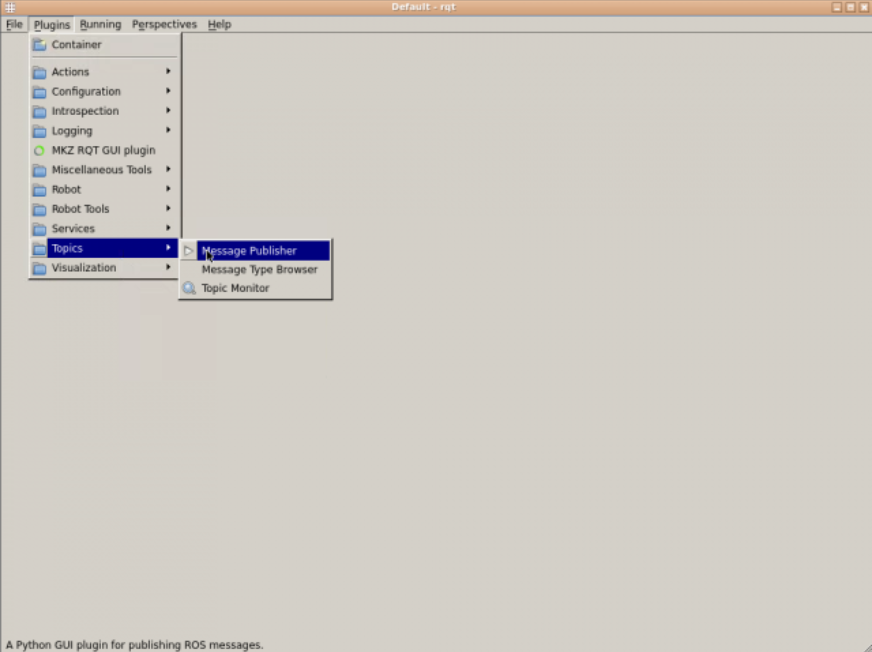 Default - rqt
File Plugins Running Perspectives Help
Container
Actions
Configuration
Introspection
Logging
MKZ RQT GUI plugin
Miscellaneous Tools
Robot
Robot Tools
Services
Topics
Visualization
Message Publisher
Message Type Browser
Topic Monitor
A Python GUI plugin for publishing ROS messages.